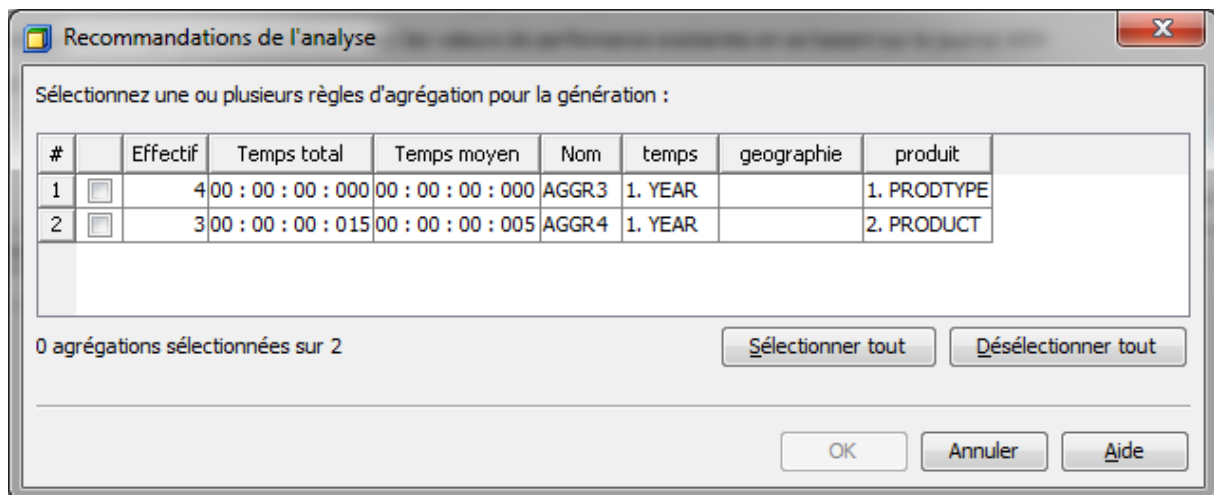 Recommandations de l'analyse
Sélectionnez une ou plusieurs règles d'agrégation pour la génération :
# Effectif Temps total Temps moyen Nom temps geographie produit
1 4 00 : 00 : 00 : 000 00 : 00 : 00 : 000 AGGR3 1. YEAR 1. PRODTYPE
2 3 00 : 00 : 00 : 015 00 : 00 : 00 : 005 AGGR4 1. YEAR 2. PRODUCT
0 agrégations sélectionnées sur 2 Sélectionner tout Désélectionner tout
OK Annuler Aide